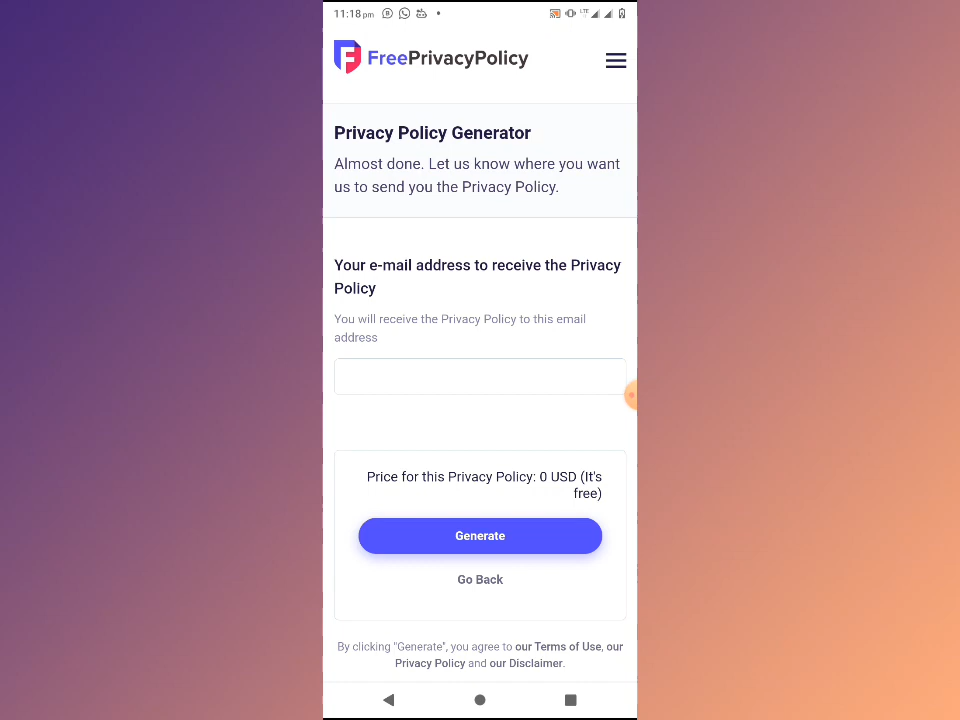 11:18 pm
LTE
FreePrivacyPolicy
Privacy Policy Generator
Almost done. Let us know where you want
us to send you the Privacy Policy.
Your e-mail address to receive the Privacy
Policy
You will receive the Privacy Policy to this email
address
Price for this Privacy Policy: 0 USD (It's
free)
Generate
Go Back
By clicking "Generate", you agree to our Terms of Use, our
Privacy Policy and our Disclaimer.